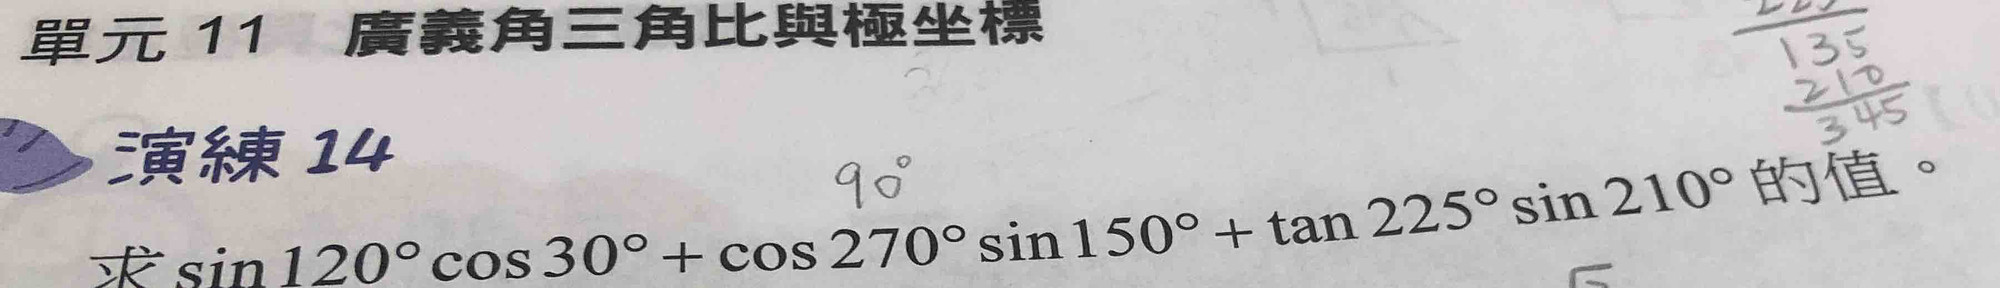 單元 11 廣義角三角比與極坐標
135
210
345
演練 14
90°
求 sin 120° cos 30° + cos 270° sin 150° + tan 225° sin 210° 的值。